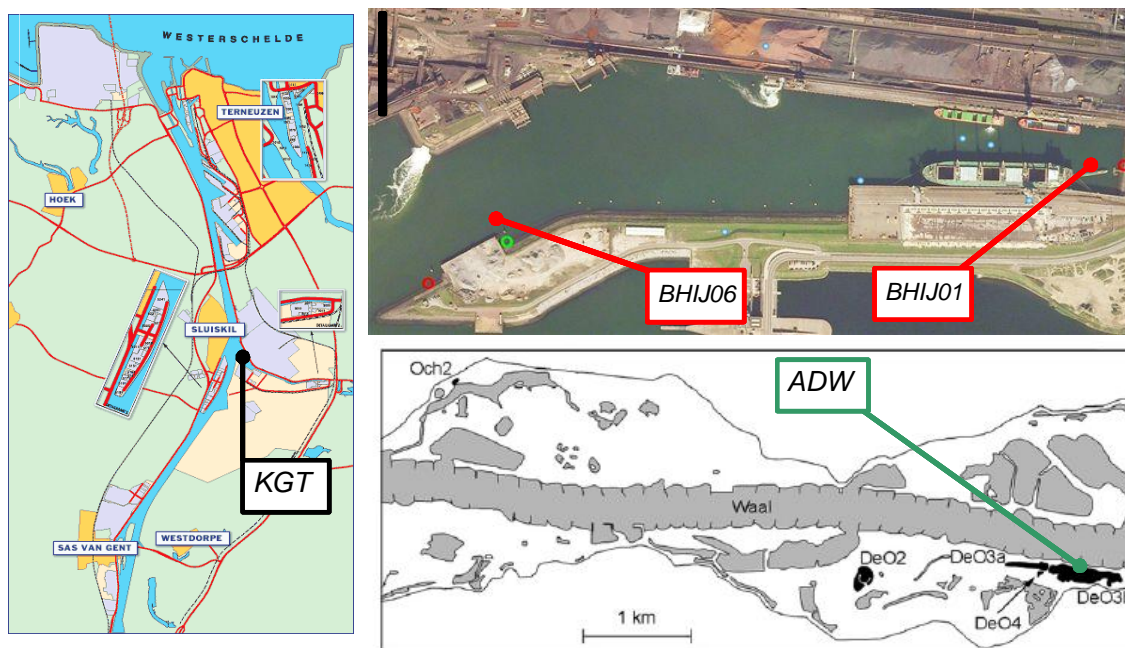 WESTERSCHELDE
TERNEUZEN
HOEK
SLUISKIL
KGT
WESTDORPE
SAS VAN GENT
BHIJ06
BHIJ01
Och2
ADW
Waal
DeO2
DeO3a
DeO4
DeO3
1 km